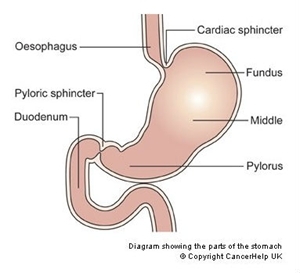 Cardiac sphincter
Oesophagus
Fundus
Pyloric sphincter
Duodenum
Middle
Pylorus
Diagram showing the parts of the stomach
© Copyright CancerHelp UK